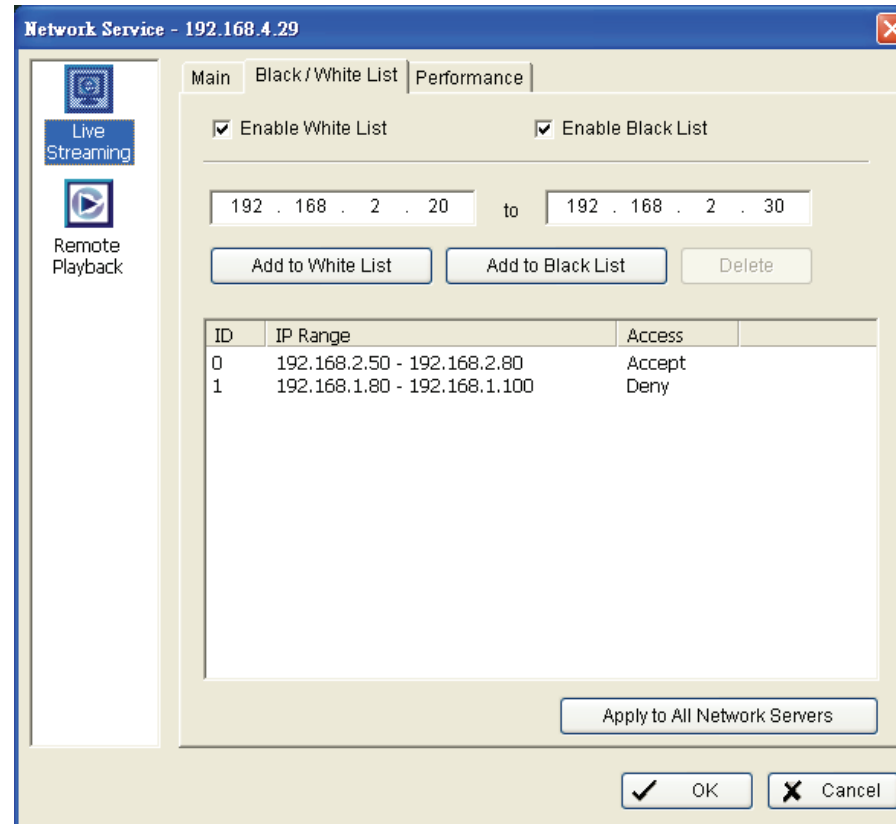 Network Service - 192.168.4.29
Live
Streaming
Remote
Playback
Main Black / White List Performance
Enable White List Enable Black List
192 . 168 . 2 . 20 to 192 . 168 . 2 . 30
Add to White List Add to Black List Delete
ID IP Range Access
0 192.168.2.50 - 192.168.2.80 Accept
1 192.168.1.80 - 192.168.1.100 Deny
Apply to All Network Servers
OK Cancel